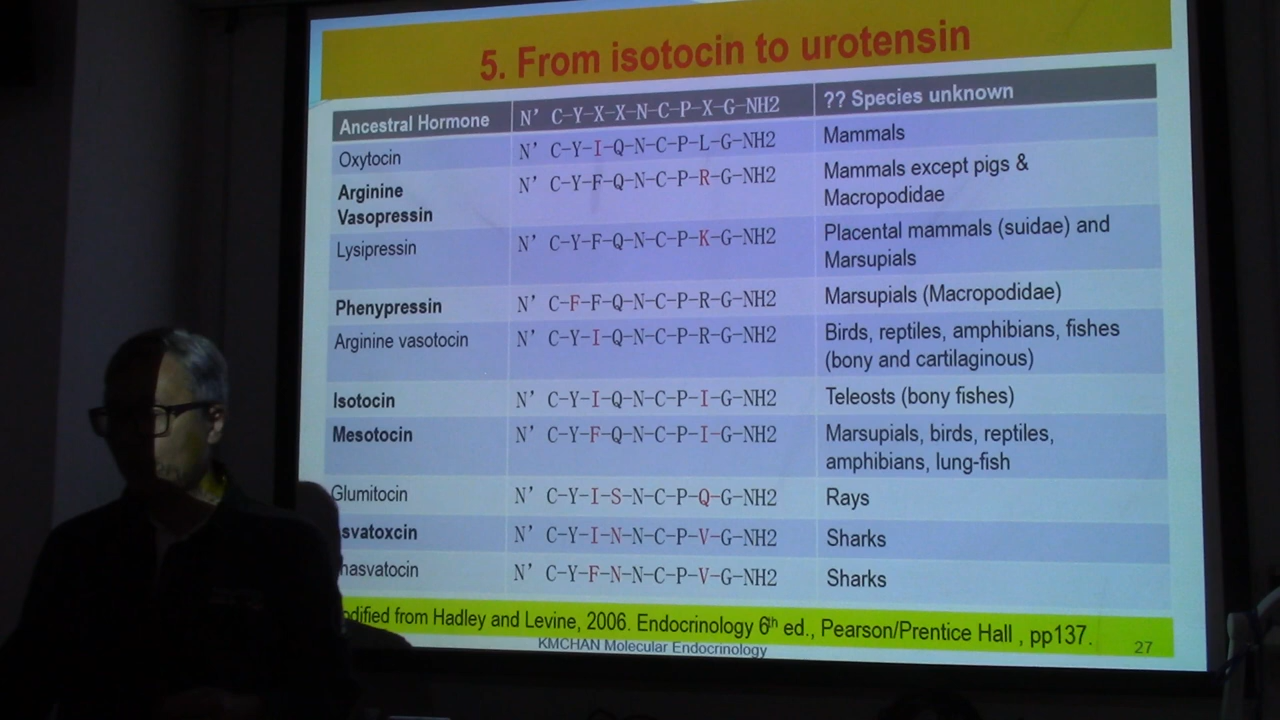 5. From isotocin to urotensin
Ancestral Hormone N’ C-Y-X-X-N-C-P-X-G-NH2 ?? Species unknown
Oxytocin N’ C-Y-I-Q-N-C-P-L-G-NH2 Mammals
Arginine Vasopressin N’ C-Y-F-Q-N-C-P-R-G-NH2 Mammals except pigs & Macropodidae
Lysipressin N’ C-Y-F-Q-N-C-P-K-G-NH2 Placental mammals (suidae) and Marsupials
Phenypressin N’ C-F-F-Q-N-C-P-R-G-NH2 Marsupials (Macropodidae)
Arginine vasotocin N’ C-Y-I-Q-N-C-P-R-G-NH2 Birds, reptiles, amphibians, fishes (bony and cartilaginous)
Isotocin N’ C-Y-I-Q-N-C-P-I-G-NH2 Teleosts (bony fishes)
Mesotocin N’ C-Y-F-Q-N-C-P-I-G-NH2 Marsupials, birds, reptiles, amphibians, lung-fish
Glumitocin N’ C-Y-I-S-N-C-P-Q-G-NH2 Rays
svatoxcin N’ C-Y-I-N-N-C-P-V-G-NH2 Sharks
hasvatocin N’ C-Y-F-N-N-C-P-V-G-NH2 Sharks
odified from Hadley and Levine, 2006. Endocrinology 6th ed., Pearson/Prentice Hall , pp137.
KMCHAN Molecular Endocrinology 27